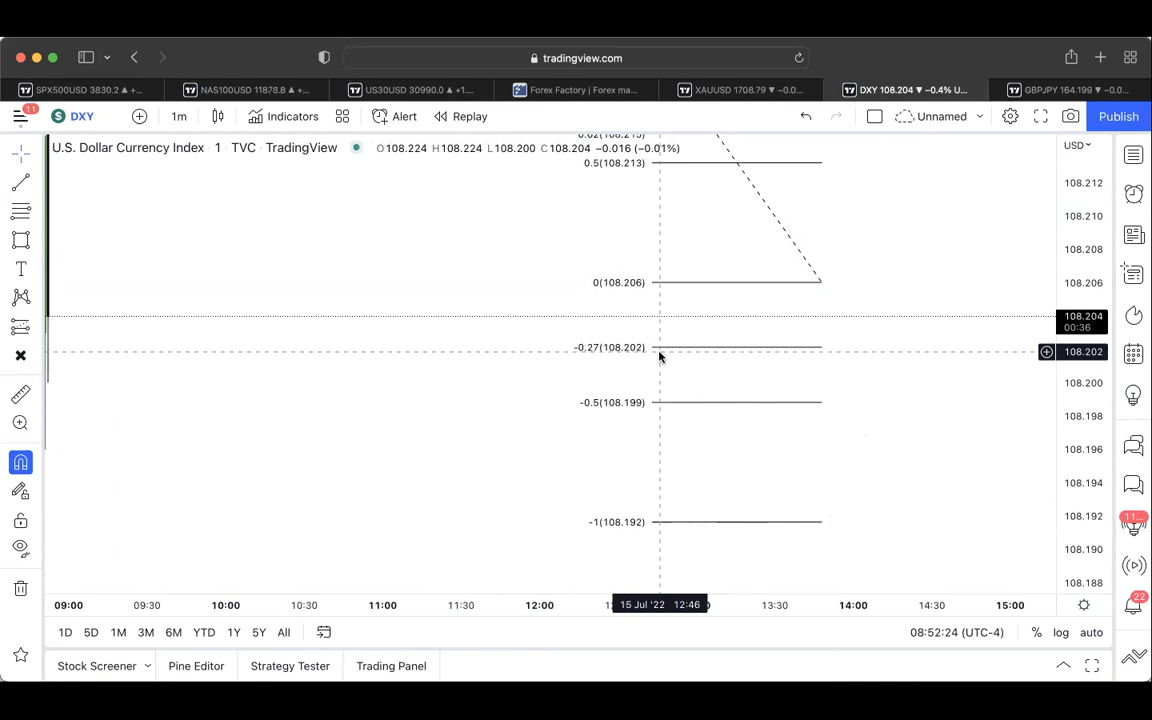 tradingview.com
SPX500USD 3830.2 ▲ +...
NAS100USD 11878.8 ▲ +...
US30USD 30990.0 ▲ +1....
Forex Factory | Forex ma...
XAUUSD 1708.79 ▼ −0....
DXY 108.204 ▼ −0.4% U...
GBPJPY 164.199 ▼ −0....
11
S DXY
1m
Indicators
Alert
Replay
Unnamed
Publish
U.S. Dollar Currency Index · 1 · TVC · TradingView
O108.224 H108.224 L108.200 C108.204 −0.016 (−0.01%)
USD
0.5(108.213)
0(108.206)
-0.27(108.202)
-0.5(108.199)
-1(108.192)
108.212
108.210
108.208
108.206
108.204
00:36
108.202
108.200
108.198
108.196
108.194
108.192
108.190
108.188
11...
22
09:00 09:30 10:00 10:30 11:00 11:30 12:00 15 Jul '22 12:46 13:30 14:00 14:30 15:00
1D 5D 1M 3M 6M YTD 1Y 5Y All
08:52:24 (UTC-4)
% log auto
Stock Screener Pine Editor Strategy Tester Trading Panel